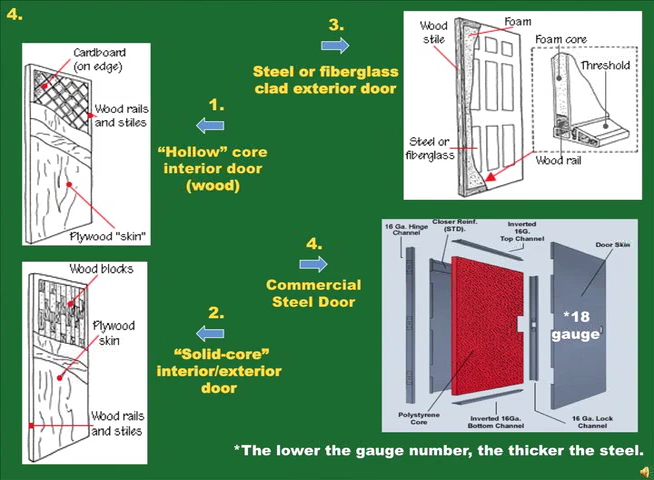 4.
3.
Steel or fiberglass
clad exterior door
Wood
stile
Foam
Foam core
Threshold
Steel or
fiberglass
Wood rail
Cardboard
(on edge)
Wood rails
and stiles
Plywood "skin"
1.
“Hollow” core
interior door
(wood)
4.
Commercial
Steel Door
16 Ga. Hinge
Channel
Closer Reinf.
(STD).
Inverted
16G.
Top Channel
Door Skin
*18
gauge
Polystyrene
Core
Inverted 16Ga.
Bottom Channel
16 Ga. Lock
Channel
Wood blocks
Plywood
skin
Wood rails
and stiles
2.
“Solid-core”
interior/exterior
door
*The lower the gauge number, the thicker the steel.